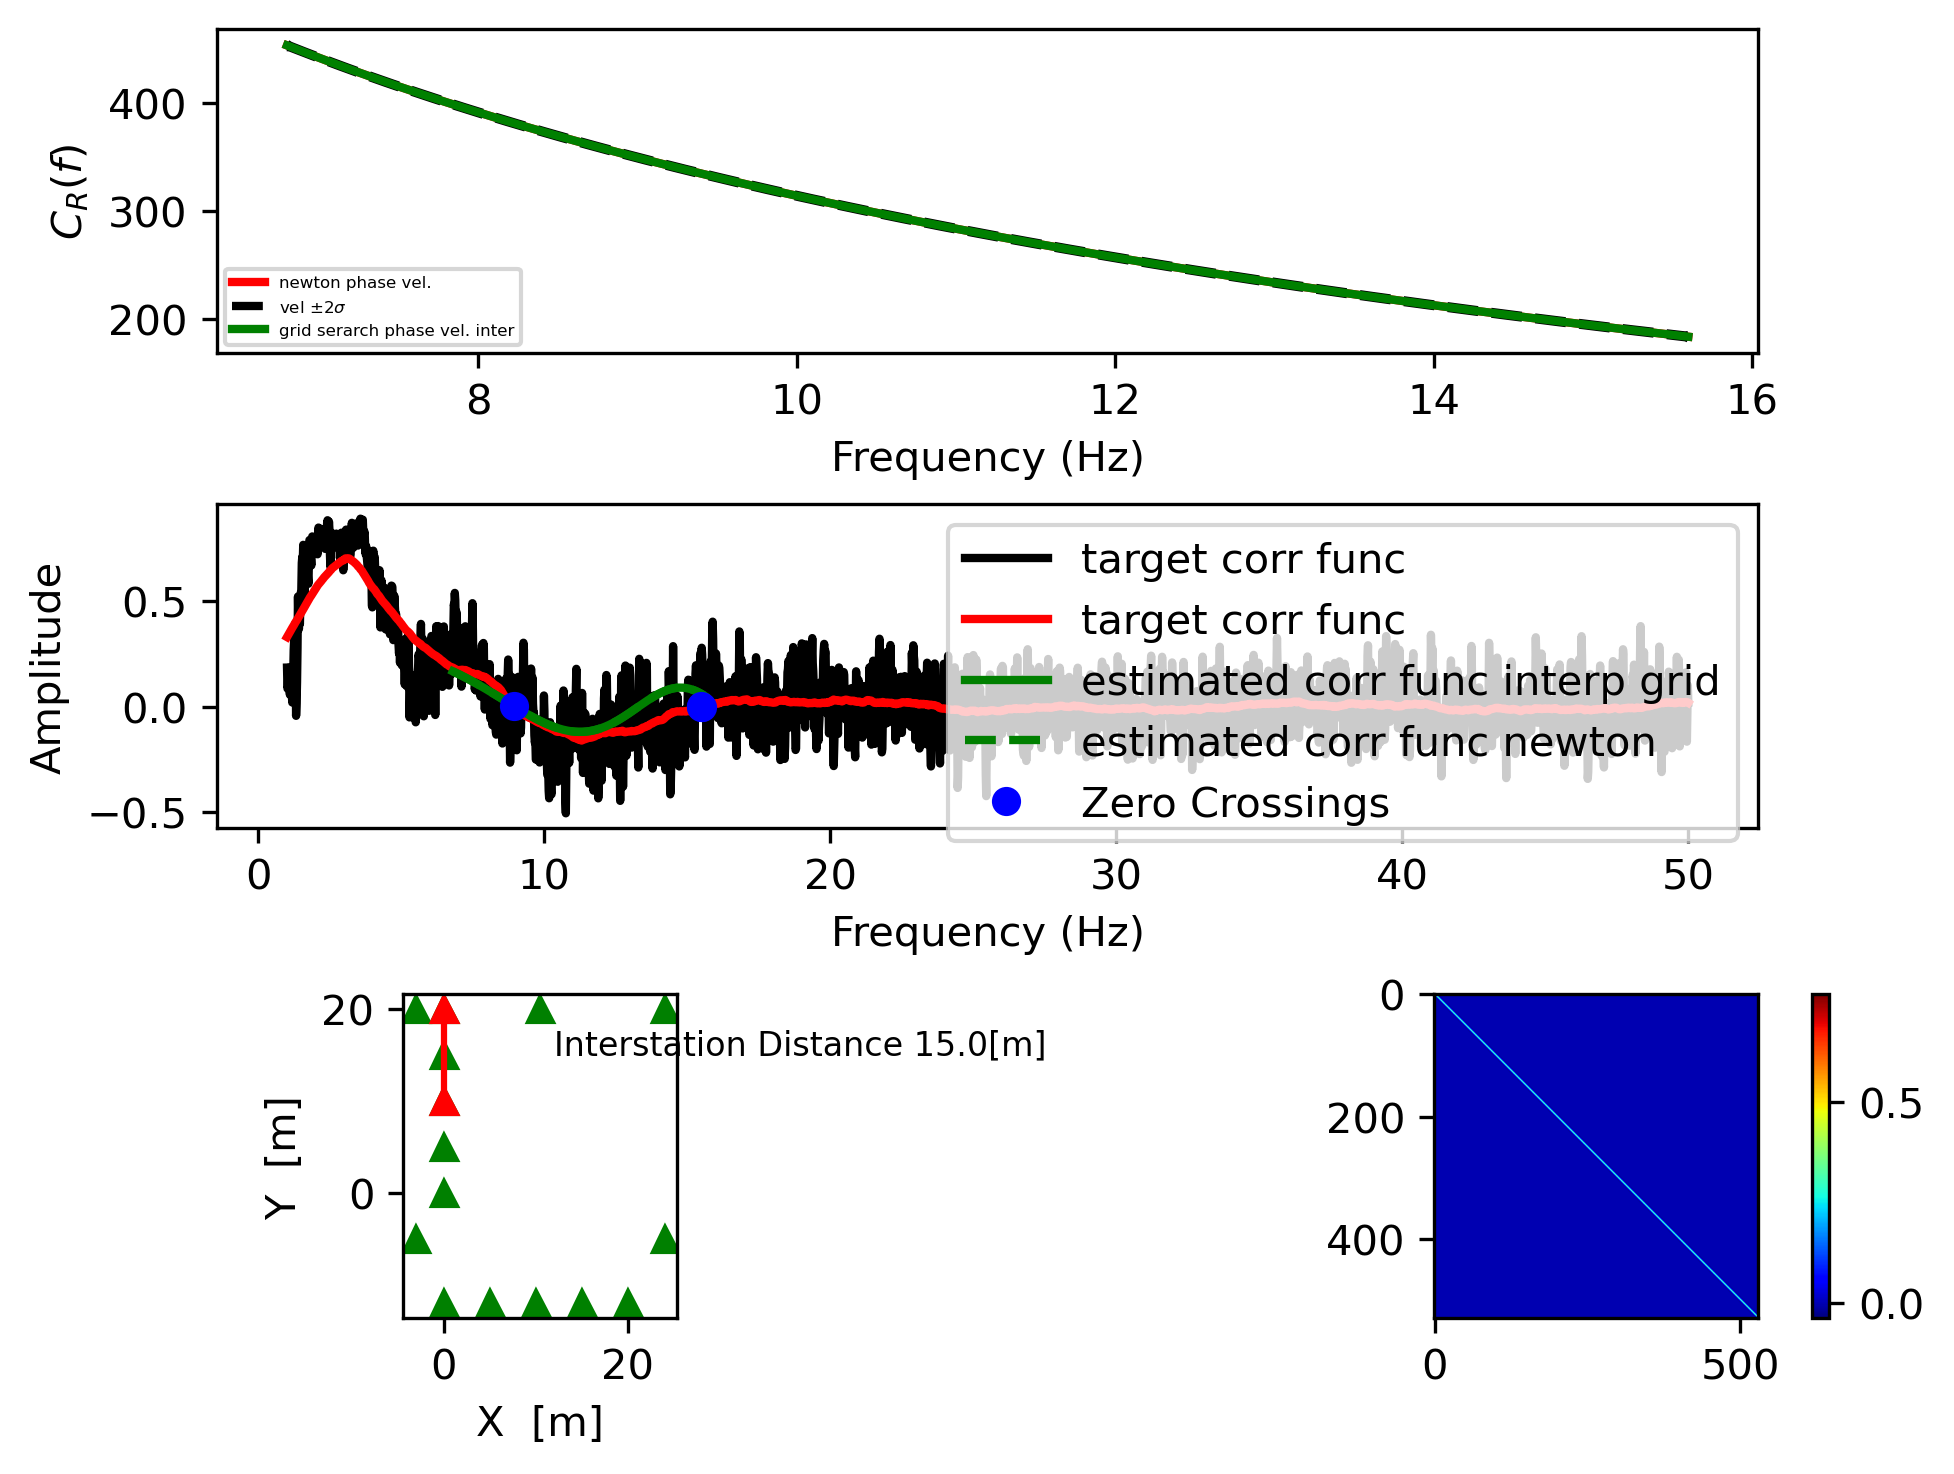 400
300
200
C_R(f)
newton phase vel.
vel ±2σ
grid serarch phase vel. inter
8 10 12 14 16
Frequency (Hz)
0.5
0.0
−0.5
Amplitude
target corr func
target corr func
estimated corr func interp grid
estimated corr func newton
Zero Crossings
0 10 20 30 40 50
Frequency (Hz)
20
0
Y [m]
Interstation Distance 15.0[m]
0 20
X [m]
0
200
400
0 500
0.5
0.0